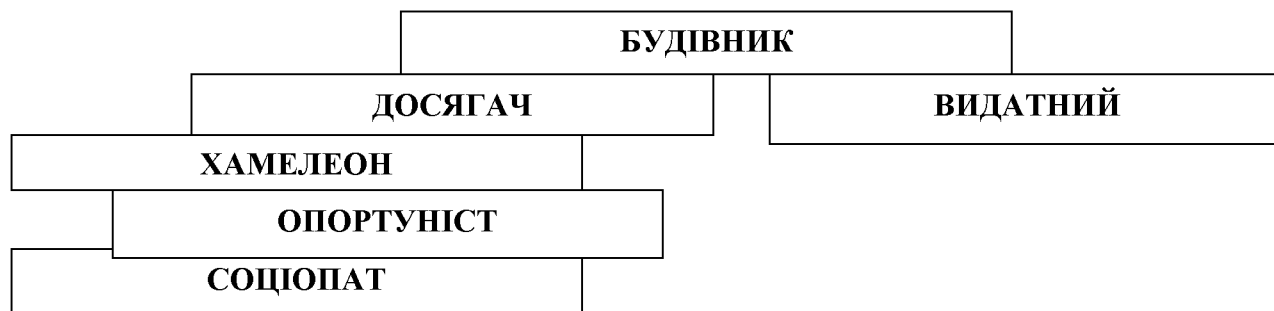 БУДІВНИК
ДОСЯГАЧ
ВИДАТНИЙ
ХАМЕЛЕОН
ОПОРТУНІСТ
СОЦІОПАТ